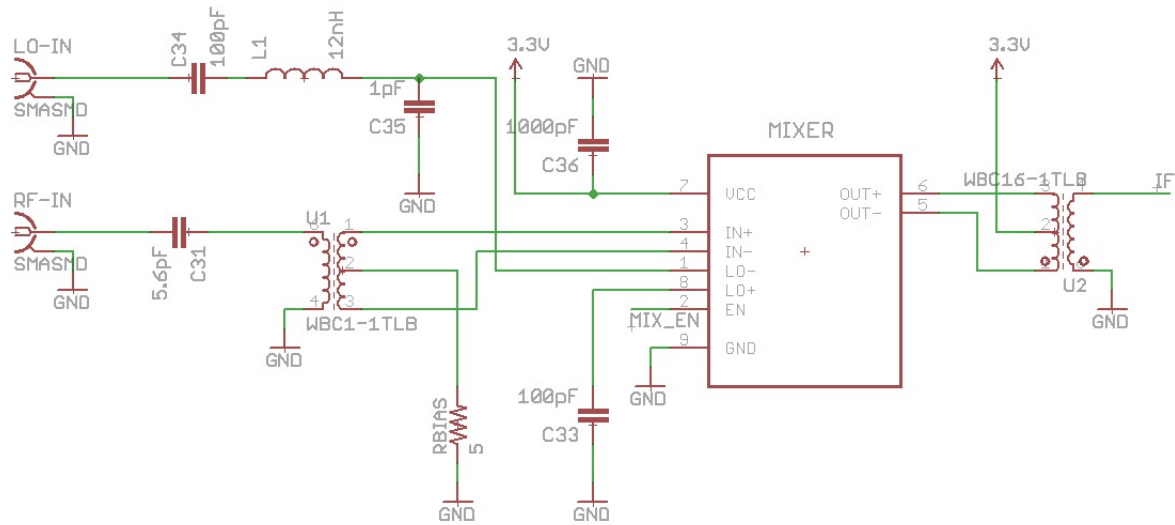 LO-IN
SMASMD
GND
C34
100pF
L1
12nH
1pF
C35
GND
3.3V
GND
1000pF
C36
MIXER
3.3V
RF-IN
SMASMD
GND
5.6pF
C31
U1
6
4
1
2
3
WBC1-1TLB
GND
RBIAS
5
GND
7 VCC
3 IN+
4 IN-
1 LO-
8 LO+
2 EN
9 GND
MIX_EN
GND
100pF
C33
GND
OUT+ 6
OUT- 5
WBC16-1TLB
3
2
1
4
U2
IF
GND